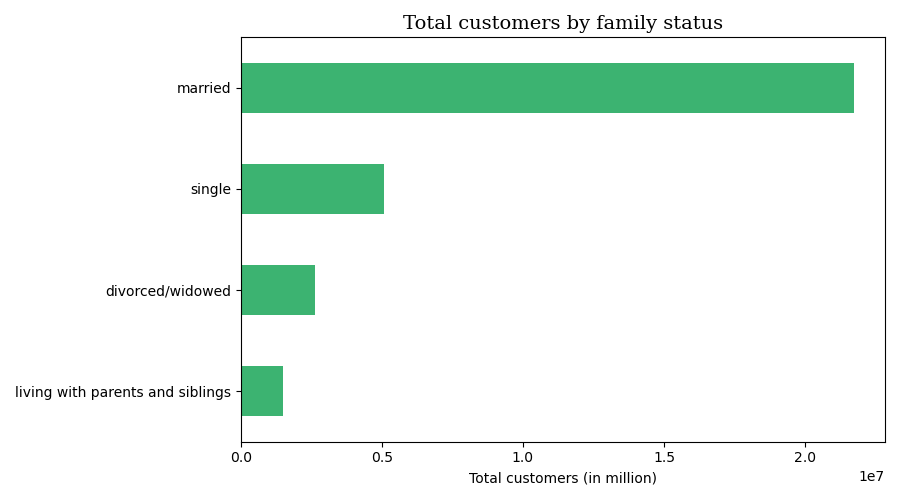 Total customers by family status
married
single
divorced/widowed
living with parents and siblings
0.0 0.5 1.0 1.5 2.0
1e7
Total customers (in million)